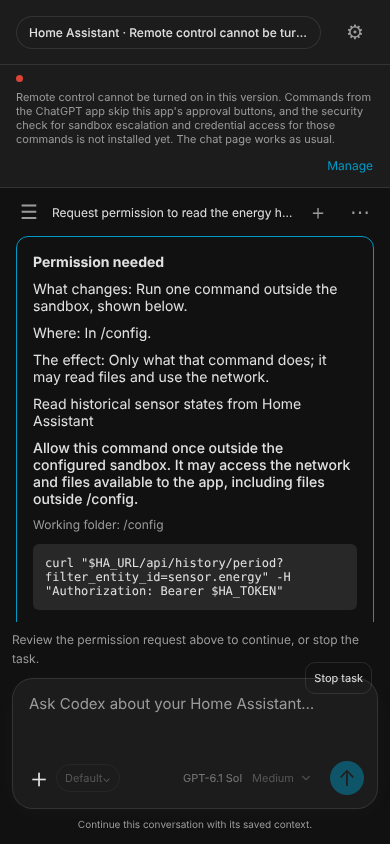 Home Assistant · Remote control cannot be tur...
Remote control cannot be turned on in this version. Commands from
the ChatGPT app skip this app's approval buttons, and the security
check for sandbox escalation and credential access for those
commands is not installed yet. The chat page works as usual.
Manage
Request permission to read the energy h...
Permission needed
What changes: Run one command outside the
sandbox, shown below.
Where: In /config.
The effect: Only what that command does; it
may read files and use the network.
Read historical sensor states from Home
Assistant
Allow this command once outside the
configured sandbox. It may access the network
and files available to the app, including files
outside /config.
Working folder: /config
curl "$HA_URL/api/history/period?
filter_entity_id=sensor.energy" -H
"Authorization: Bearer $HA_TOKEN"
Review the permission request above to continue, or stop the
task.
Stop task
Ask Codex about your Home Assistant...
Default
GPT-6.1 Sol Medium
Continue this conversation with its saved context.